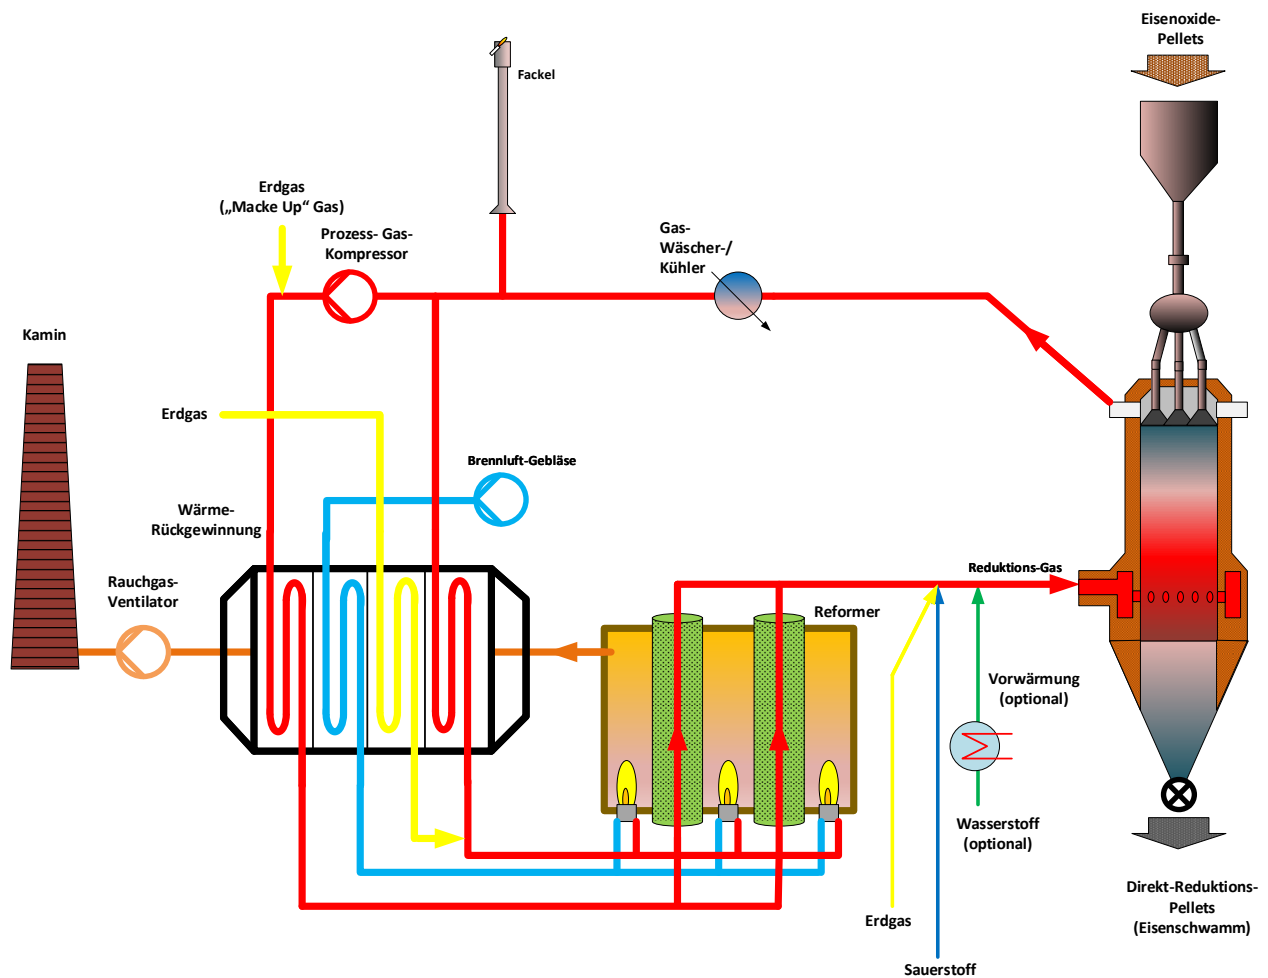 Eisenoxide-
Pellets
Fackel
Erdgas
(„Macke Up“ Gas)
Prozess- Gas-
Kompressor
Gas-
Wäscher-/
Kühler
Kamin
Erdgas
Brennluft-Gebläse
Wärme-
Rückgewinnung
Rauchgas-
Ventilator
Reduktions-Gas
Reformer
Vorwärmung
(optional)
Wasserstoff
(optional)
Erdgas
Sauerstoff
Direkt-Reduktions-
Pellets
(Eisenschwamm)